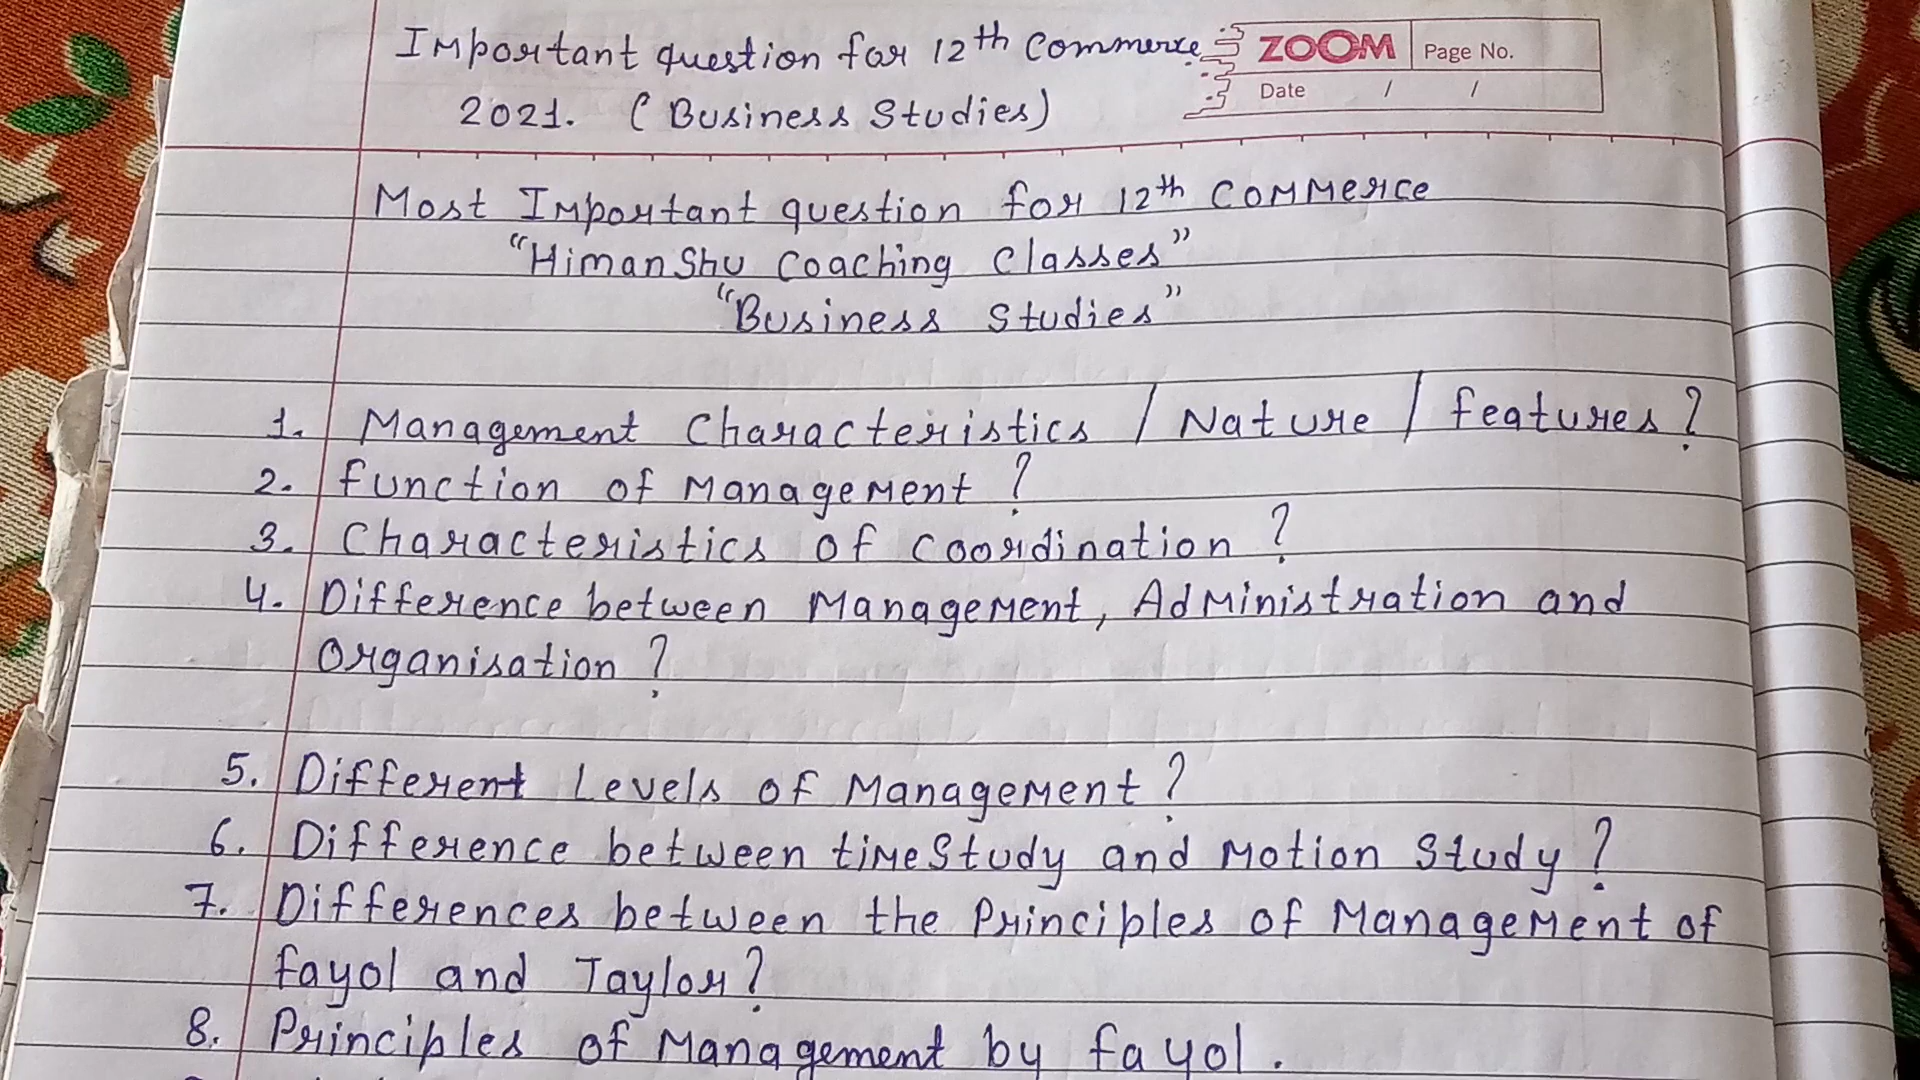 Important question for 12th Commerce
2021. (Business Studies)
ZOOM
Page No.
Date / /
Most Important question for 12th Commerce
"Himanshu Coaching Classes"
"Business Studies"
1. Management Characteristics / Nature / features?
2. function of Management?
3. Characteristics of Coordination?
4. Difference between Management, Administration and
Organisation?
5. Different Levels of Management?
6. Difference between time Study and Motion Study?
7. Differences between the Principles of Management of
fayol and Taylor?
8. Principles of Management by fayol.